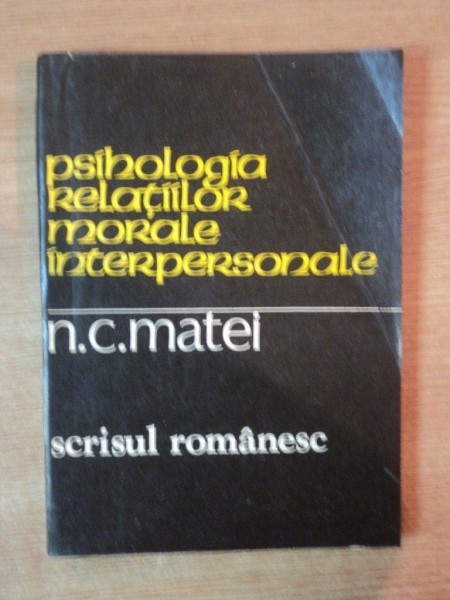 psihologia
relațiilor
morale
interpersonale
n.c.matei
scrisul românesc